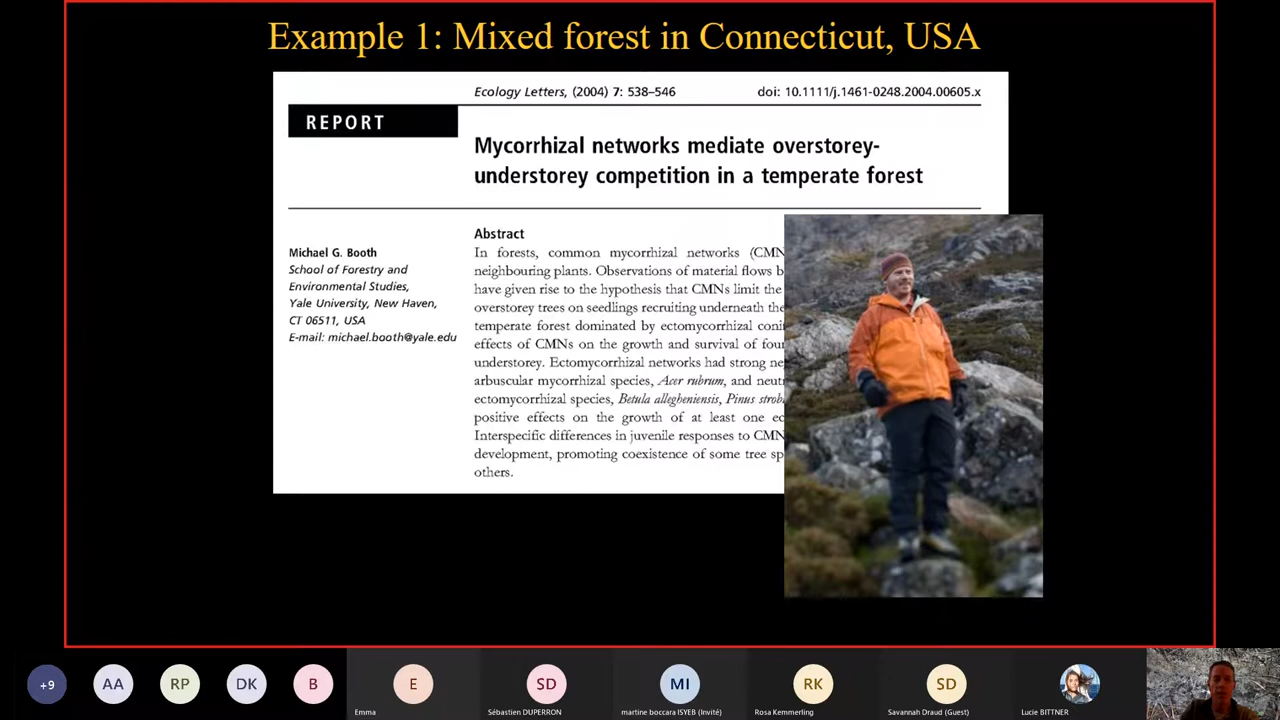 Example 1: Mixed forest in Connecticut, USA
Ecology Letters, (2004) 7: 538–546
doi: 10.1111/j.1461-0248.2004.00605.x
REPORT
Mycorrhizal networks mediate overstorey-
understorey competition in a temperate forest
Michael G. Booth
School of Forestry and
Environmental Studies,
Yale University, New Haven,
CT 06511, USA
E-mail: michael.booth@yale.edu
Abstract
In forests, common mycorrhizal networks (CMN
neighbouring plants. Observations of material flows b
have given rise to the hypothesis that CMNs limit the
overstorey trees on seedlings recruiting underneath the
temperate forest dominated by ectomycorrhizal coni
effects of CMNs on the growth and survival of four
understorey. Ectomycorrhizal networks had strong ne
arbuscular mycorrhizal species, Acer rubrum, and neut
ectomycorrhizal species, Betula allegheniensis, Pinus strob
positive effects on the growth of at least one ec
Interspecific differences in juvenile responses to CMN
development, promoting coexistence of some tree sp
others.
+9
AA
RP
DK
B
E
SD
MI
RK
SD
Emma
Sébastien DUPERRON
martine boccara ISYEB (Invité)
Rosa Kemmerling
Savannah Draud (Guest)
Lucie BITTNER